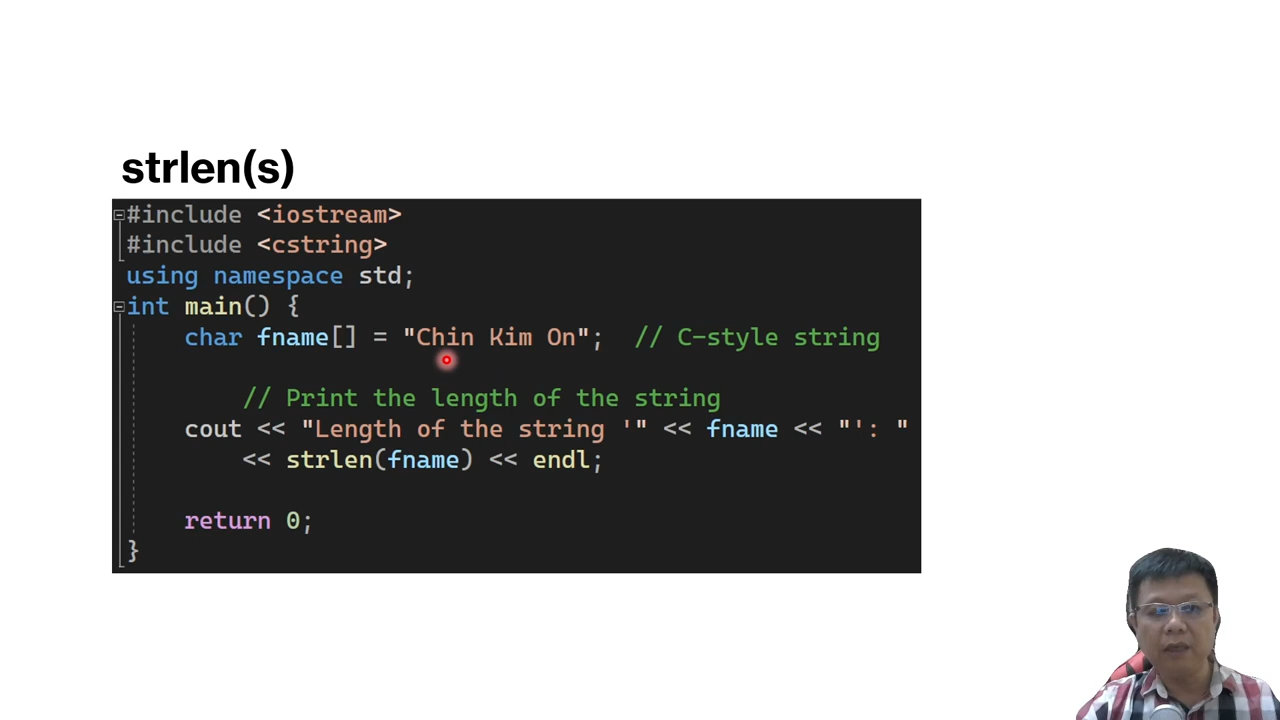 strlen(s)
#include <iostream>
#include <cstring>
using namespace std;
int main() {
char fname[] = "Chin Kim On"; // C-style string
// Print the length of the string
cout << "Length of the string '" << fname << "': "
<< strlen(fname) << endl;
return 0;
}